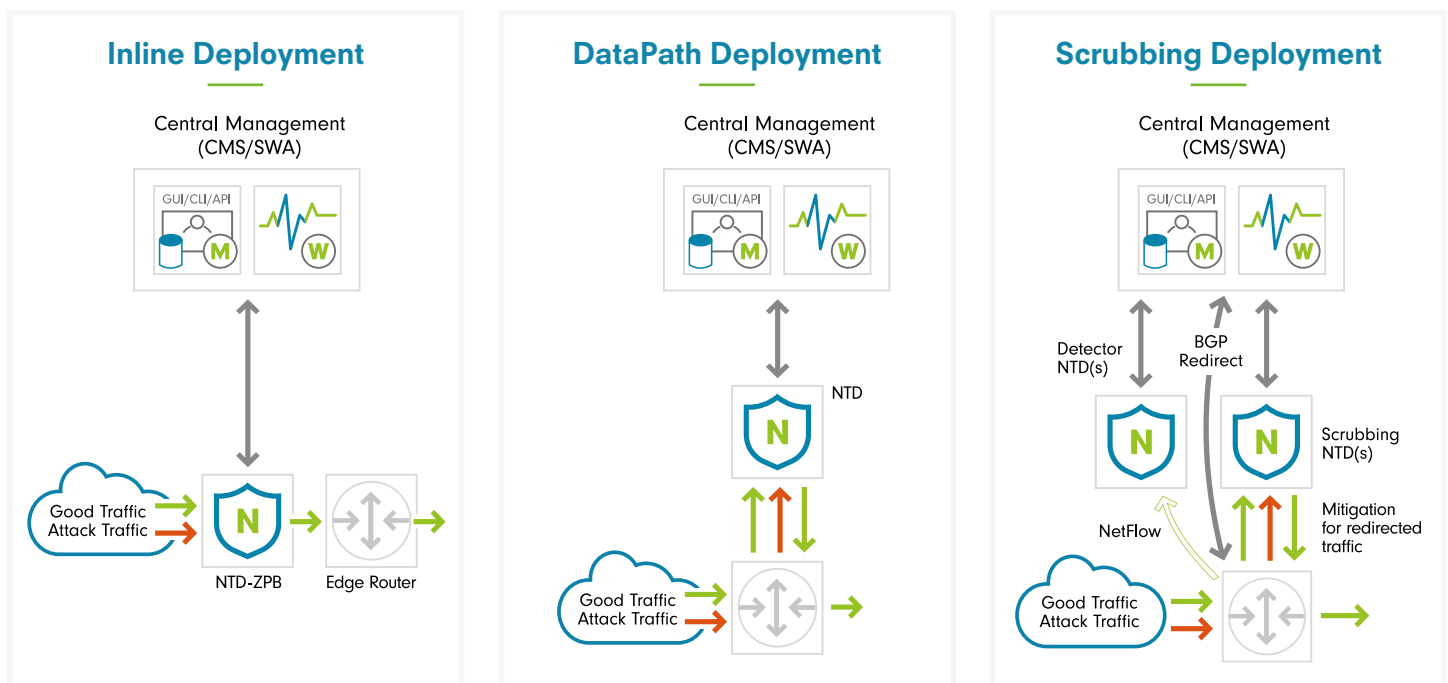 Inline Deployment
Central Management
(CMS/SWA)
GUI/CLI/API
M
W
Good Traffic
Attack Traffic
N
NTD-ZPB
Edge Router
DataPath Deployment
Central Management
(CMS/SWA)
GUI/CLI/API
M
W
NTD
N
Good Traffic
Attack Traffic
Scrubbing Deployment
Central Management
(CMS/SWA)
GUI/CLI/API
M
W
Detector
NTD(s)
BGP
Redirect
N
N
Scrubbing
NTD(s)
NetFlow
Mitigation
for redirected
traffic
Good Traffic
Attack Traffic